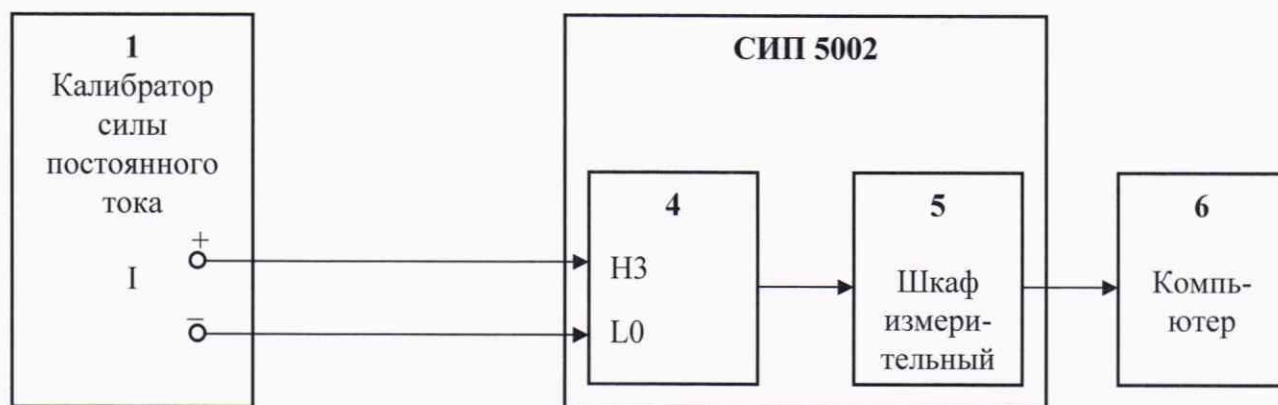 1
Калибратор
силы
постоянного
тока
+
I
–
СИП 5002
4
H3
L0
5
Шкаф
измери-
тельный
6
Компь-
ютер